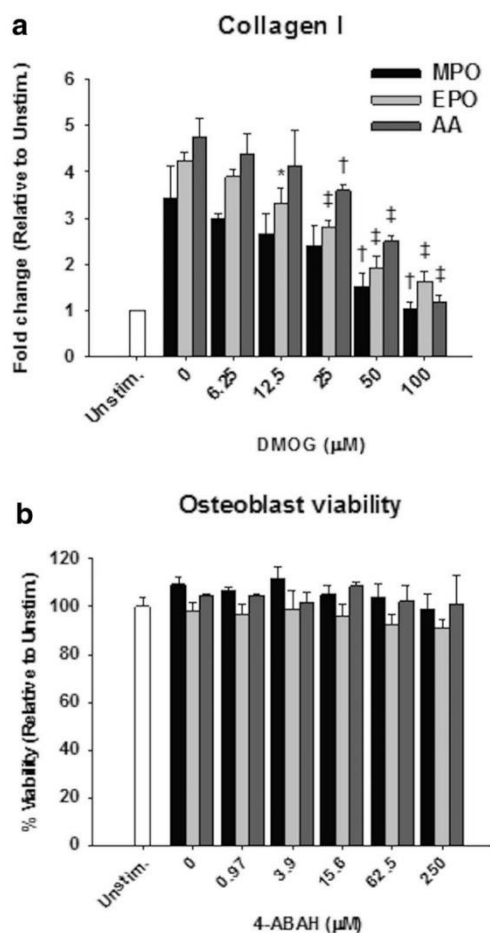 a
Collagen I
MPO
EPO
AA
Fold change (Relative to Unstim.)
6
5
4
3
2
1
0
*
‡
†
†
‡
‡
†
‡
‡
Unstim.
0
6.25
12.5
25
50
100
DMOG (µM)
b
Osteoblast viability
% Viability (Relative to Unstim.)
120
100
80
60
40
20
0
Unstim.
0
0.97
3.9
15.6
62.5
250
4-ABAH (µM)